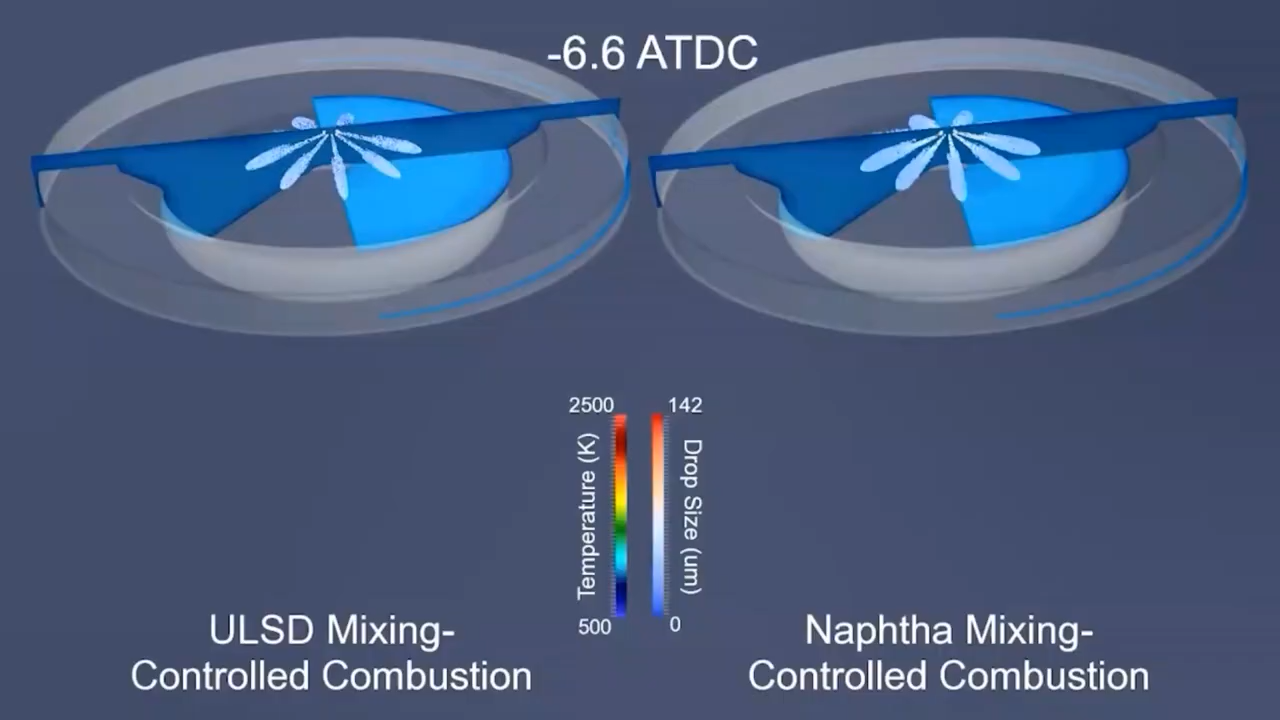 -6.6 ATDC
2500
142
Temperature (K)
Drop Size (um)
500
0
ULSD Mixing-
Controlled Combustion
Naphtha Mixing-
Controlled Combustion